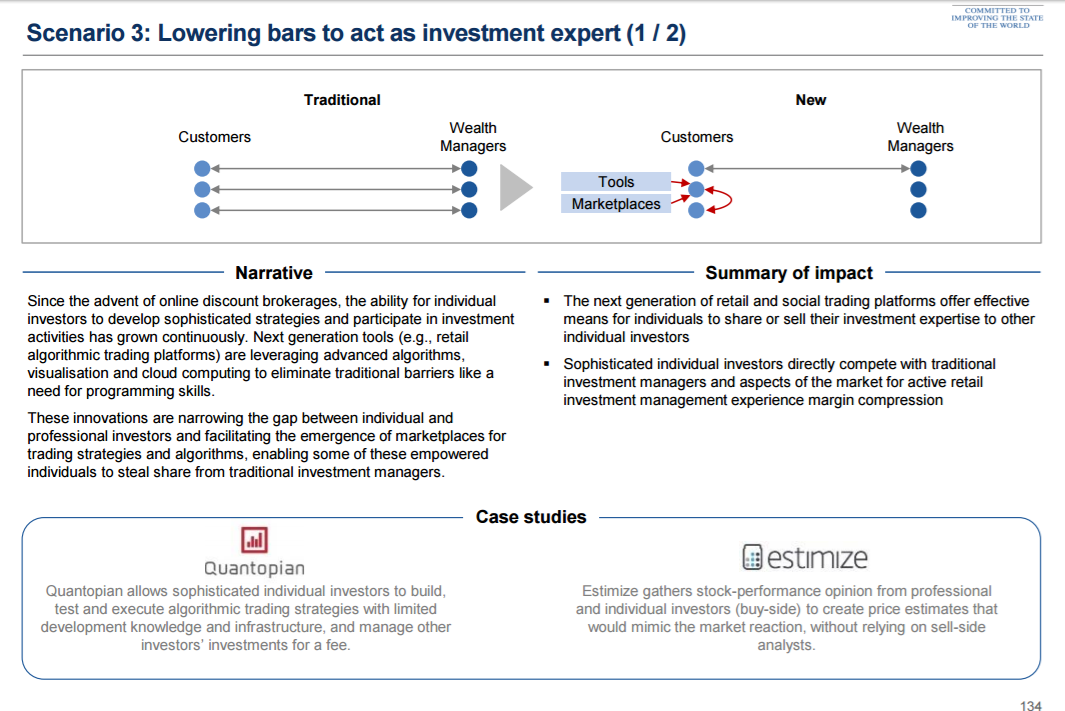 COMMITTED TO
IMPROVING THE STATE
OF THE WORLD
Scenario 3: Lowering bars to act as investment expert (1 / 2)
Traditional
Customers
Wealth
Managers
New
Customers
Wealth
Managers
Tools
Marketplaces
Narrative
Since the advent of online discount brokerages, the ability for individual
investors to develop sophisticated strategies and participate in investment
activities has grown continuously. Next generation tools (e.g., retail
algorithmic trading platforms) are leveraging advanced algorithms,
visualisation and cloud computing to eliminate traditional barriers like a
need for programming skills.
These innovations are narrowing the gap between individual and
professional investors and facilitating the emergence of marketplaces for
trading strategies and algorithms, enabling some of these empowered
individuals to steal share from traditional investment managers.
Summary of impact
▪ The next generation of retail and social trading platforms offer effective
means for individuals to share or sell their investment expertise to other
individual investors
▪ Sophisticated individual investors directly compete with traditional
investment managers and aspects of the market for active retail
investment management experience margin compression
Case studies
Quantopian
Quantopian allows sophisticated individual investors to build,
test and execute algorithmic trading strategies with limited
development knowledge and infrastructure, and manage other
investors' investments for a fee.
estimize
Estimize gathers stock-performance opinion from professional
and individual investors (buy-side) to create price estimates that
would mimic the market reaction, without relying on sell-side
analysts.
134